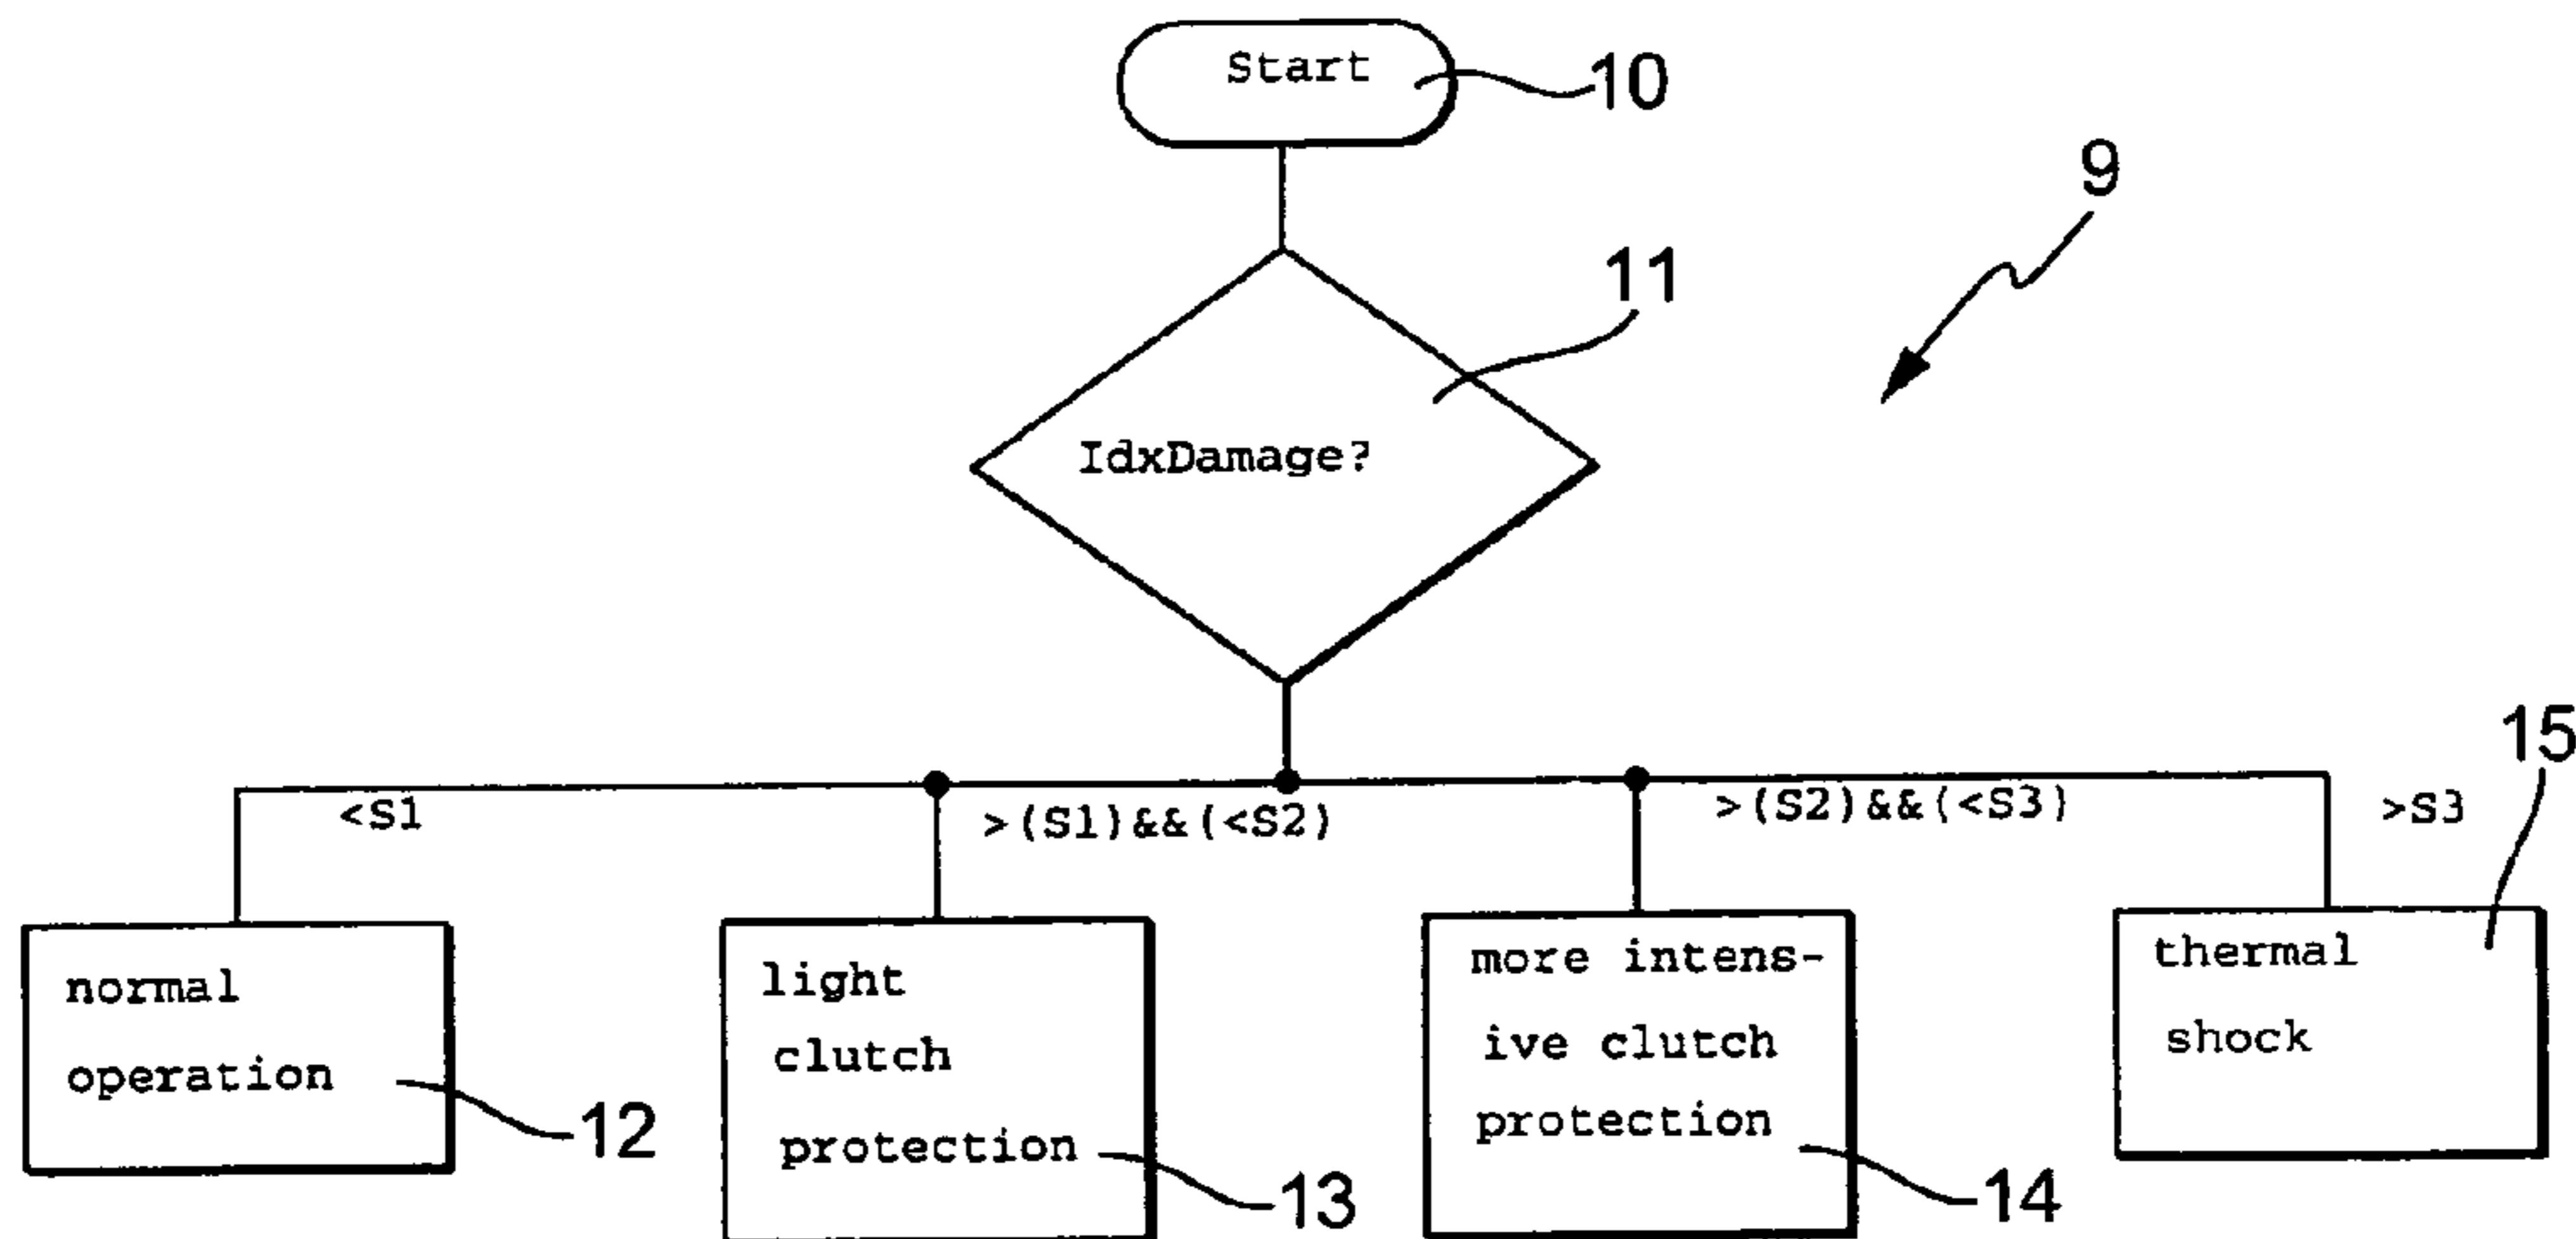 Start
10
9
11
IdxDamage?
15
<S1
>(S1)&&(<S2)
>(S2)&&(<S3)
>S3
normal
operation
12
light
clutch
protection
13
more intens-
ive clutch
protection
14
thermal
shock